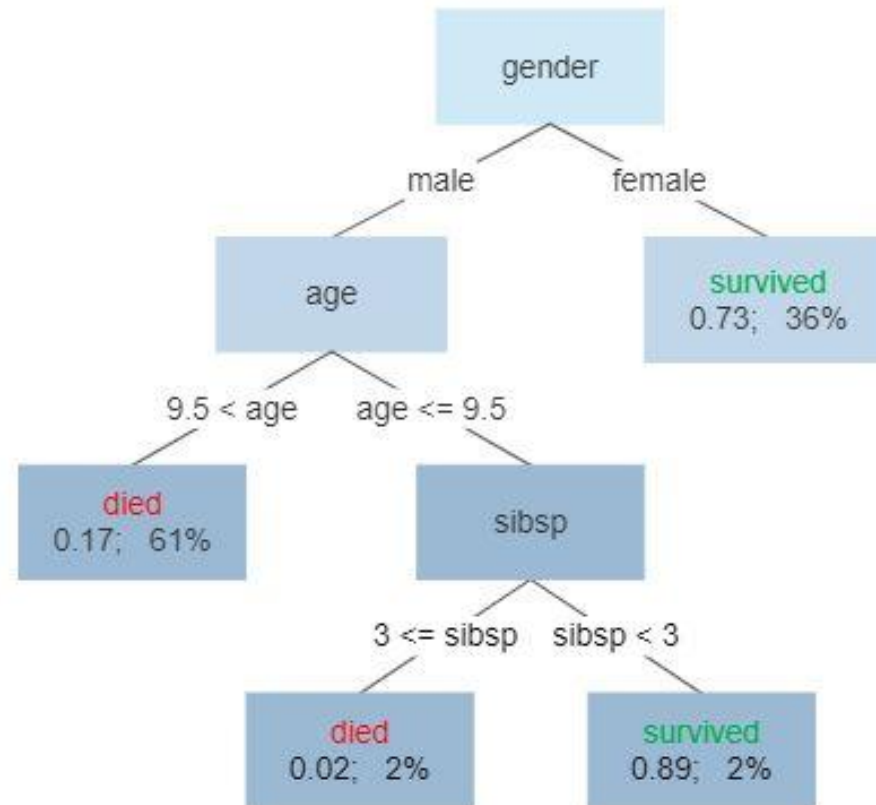 gender
male female
age
survived
0.73; 36%
9.5 < age age <= 9.5
died
0.17; 61%
sibsp
3 <= sibsp sibsp < 3
died
0.02; 2%
survived
0.89; 2%